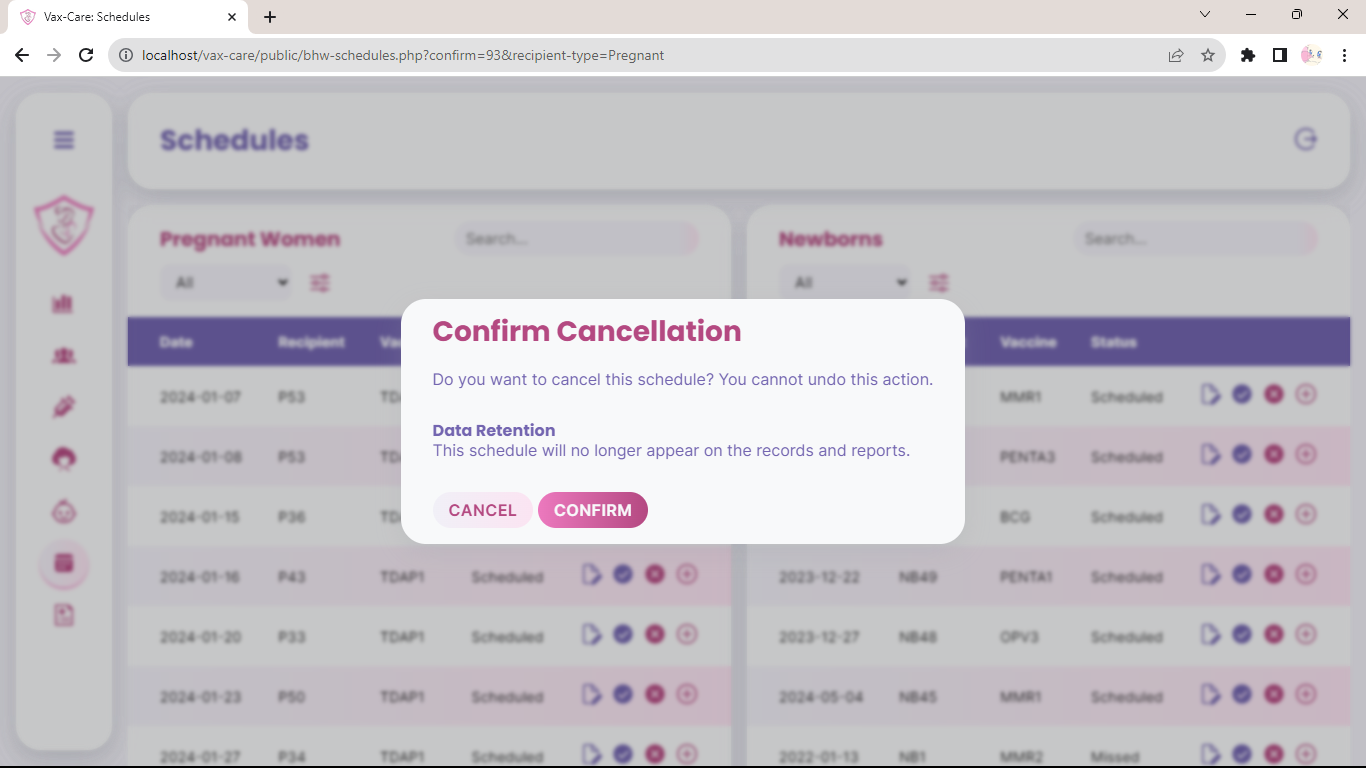 Vax-Care: Schedules
localhost/vax-care/public/bhw-schedules.php?confirm=93&recipient-type=Pregnant
Schedules
Pregnant Women
Search...
Newborns
Search...
All
All
Confirm Cancellation
Date Recipient
Vaccine Status
Do you want to cancel this schedule? You cannot undo this action.
2024-01-07 P53 TD
MMR1 Scheduled
Data Retention
This schedule will no longer appear on the records and reports.
2024-01-08 P53 TD
PENTA3 Scheduled
CANCEL CONFIRM
2024-01-15 P36 TD
BCG Scheduled
2024-01-16 P43 TDAP1 Scheduled
2023-12-22 NB49 PENTA1 Scheduled
2024-01-20 P33 TDAP1 Scheduled
2023-12-27 NB48 OPV3 Scheduled
2024-01-23 P50 TDAP1 Scheduled
2024-05-04 NB45 MMR1 Scheduled
2024-01-27 P34 TDAP1 Scheduled
2022-01-13 NB1 MMR2 Missed